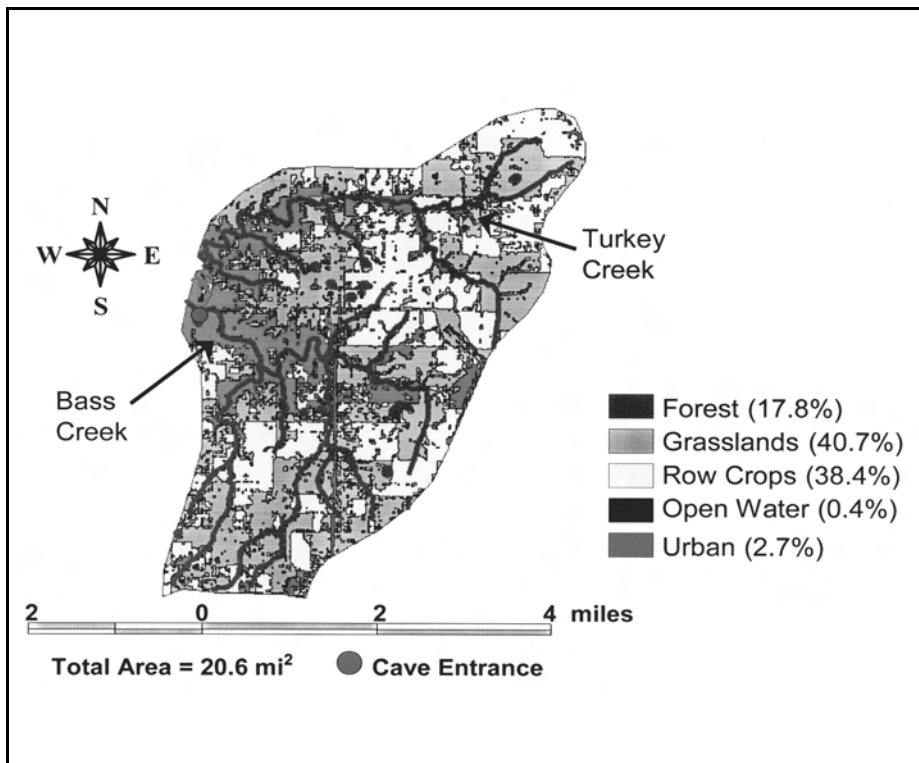 N
W E
S
Turkey
Creek
Bass
Creek
Forest (17.8%)
Grasslands (40.7%)
Row Crops (38.4%)
Open Water (0.4%)
Urban (2.7%)
2 0 2 4 miles
Total Area = 20.6 mi² Cave Entrance